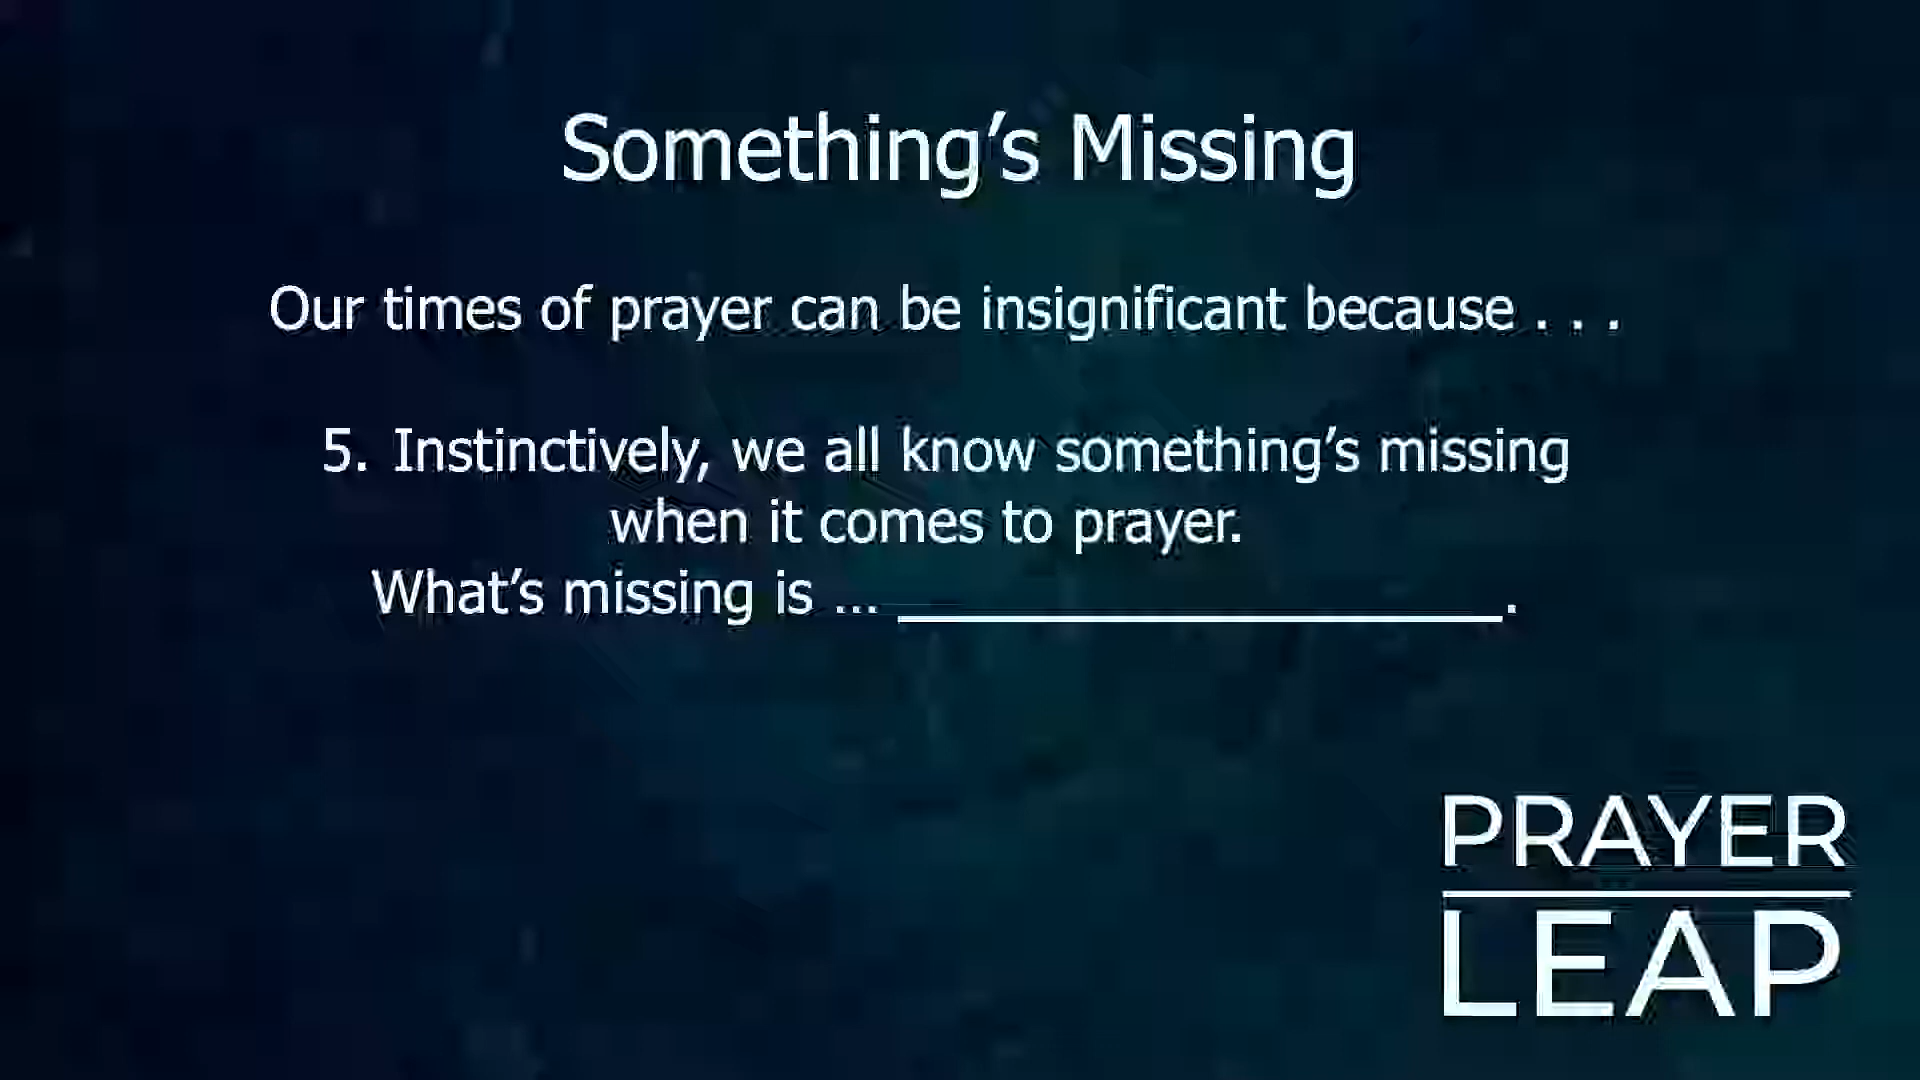 Something’s Missing
Our times of prayer can be insignificant because . . .
5. Instinctively, we all know something’s missing
when it comes to prayer.
What’s missing is ... ____________________.
PRAYER
LEAP